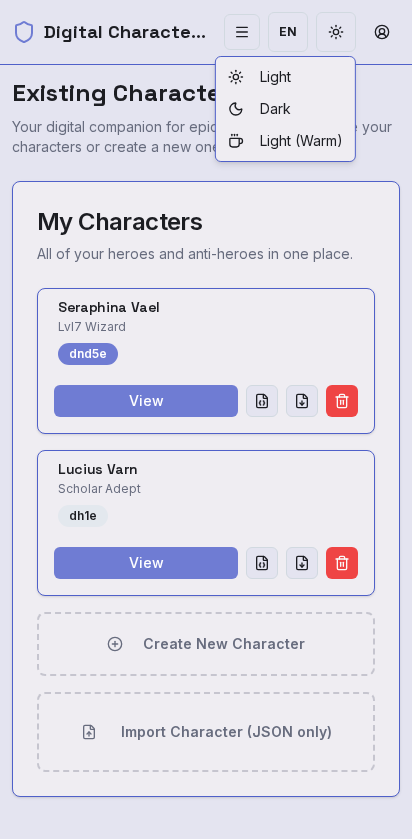 Digital Characte...
EN
Light
Dark
Light (Warm)
Existing Characte
Your digital companion for epic your
characters or create a new one
My Characters
All of your heroes and anti-heroes in one place.
Seraphina Vael
Lvl7 Wizard
dnd5e
View
Lucius Varn
Scholar Adept
dh1e
View
Create New Character
Import Character (JSON only)